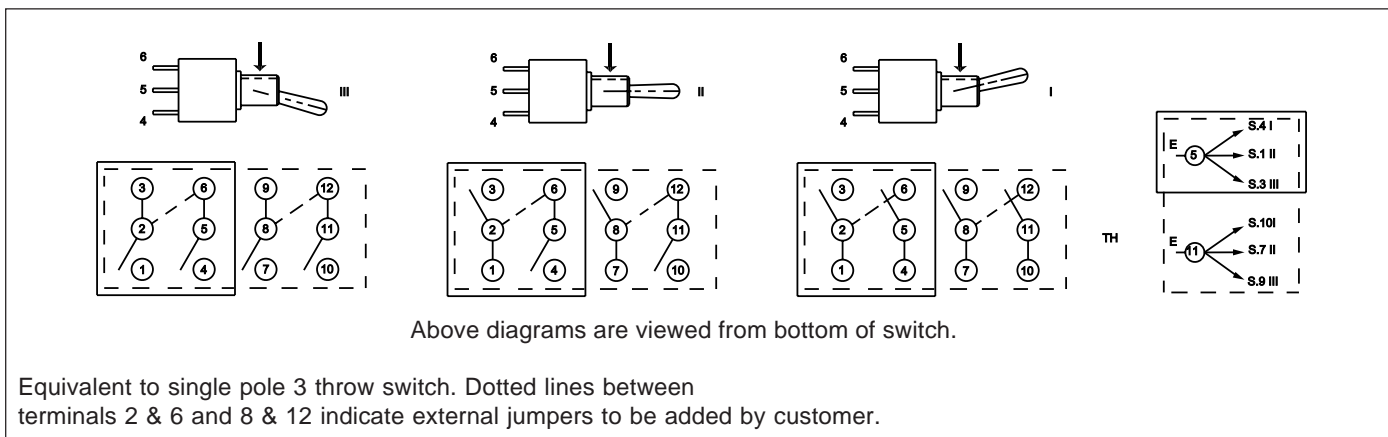 6
5
4
III
6
5
4
II
6
5
4
I
3 6 9 12
2 5 8 11
1 4 7 10
3 6 9 12
2 5 8 11
1 4 7 10
3 6 9 12
2 5 8 11
1 4 7 10
TH
S.4 I
E 5 S.1 II
S.3 III
S.10I
E 11 S.7 II
S.9 III
Above diagrams are viewed from bottom of switch.
Equivalent to single pole 3 throw switch. Dotted lines between
terminals 2 & 6 and 8 & 12 indicate external jumpers to be added by customer.